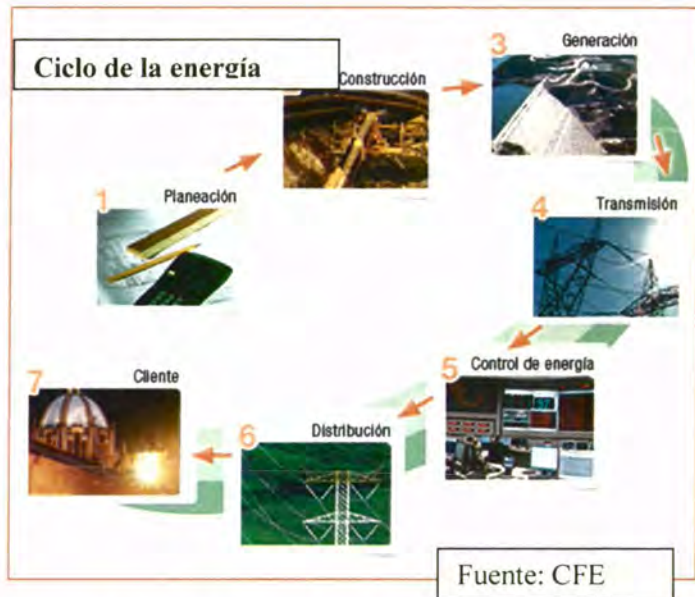 Ciclo de la energía
1
Planeación
Construcción
3
Generación
4
Transmisión
5
Control de energía
6
Distribución
7
Cliente
Fuente: CFE